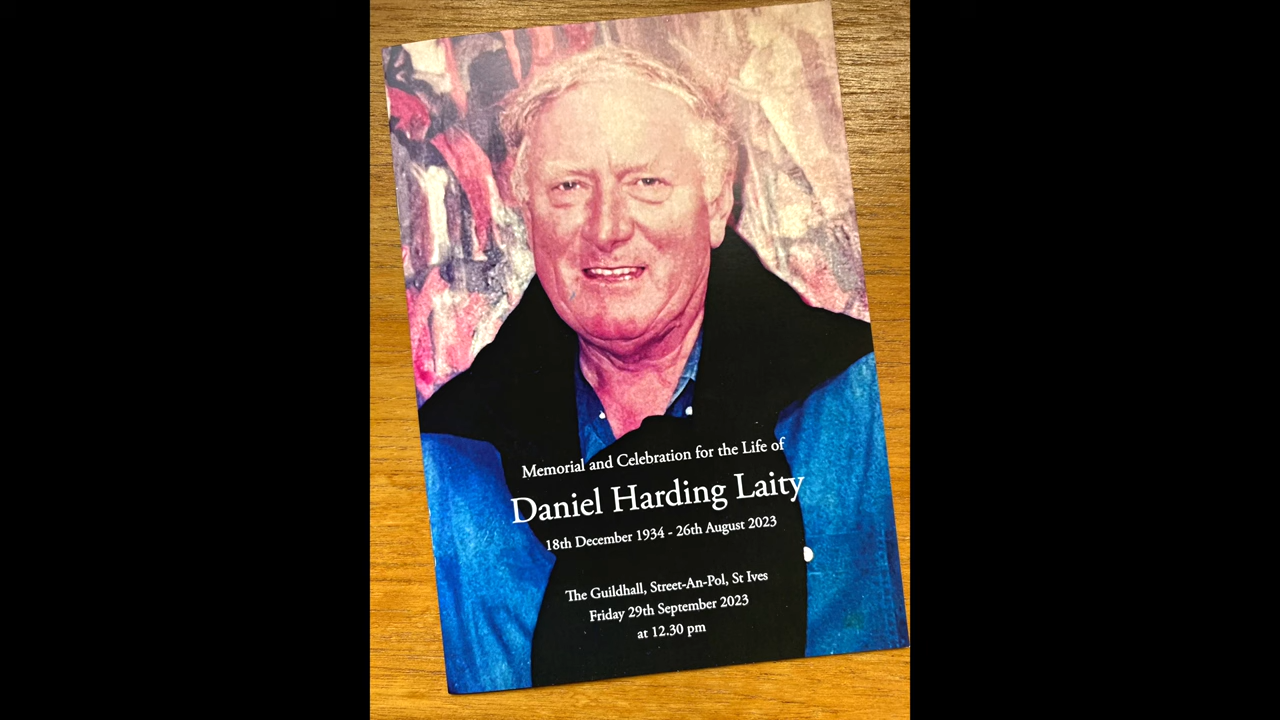 Memorial and Celebration for the Life of
Daniel Harding Laity
18th December 1934 - 26th August 2023
The Guildhall, Street-An-Pol, St Ives
Friday 29th September 2023
at 12.30 pm